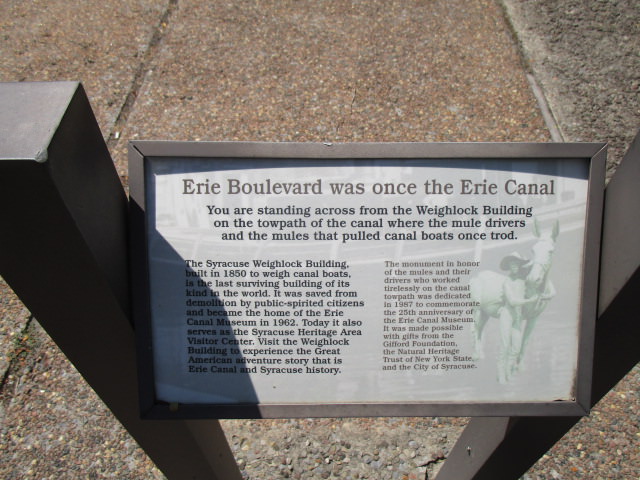 Erie Boulevard was once the Erie Canal
You are standing across from the Weighlock Building
on the towpath of the canal where the mule drivers
and the mules that pulled canal boats once trod.
The Syracuse Weighlock Building,
built in 1850 to weigh canal boats,
is the last surviving building of its
kind in the world. It was saved from
demolition by public-spirited citizens
and became the home of the Erie
Canal Museum in 1962. Today it also
serves as the Syracuse Heritage Area
Visitor Center. Visit the Weighlock
Building to experience the Great
American adventure story that is
Erie Canal and Syracuse history.
The monument in honor
of the mules and their
drivers who worked
tirelessly on the canal
towpath was dedicated
in 1987 to commemorate
the 25th anniversary of
the Erie Canal Museum.
It was made possible
with gifts from the
Gifford Foundation,
the Natural Heritage
Trust of New York State,
and the City of Syracuse.